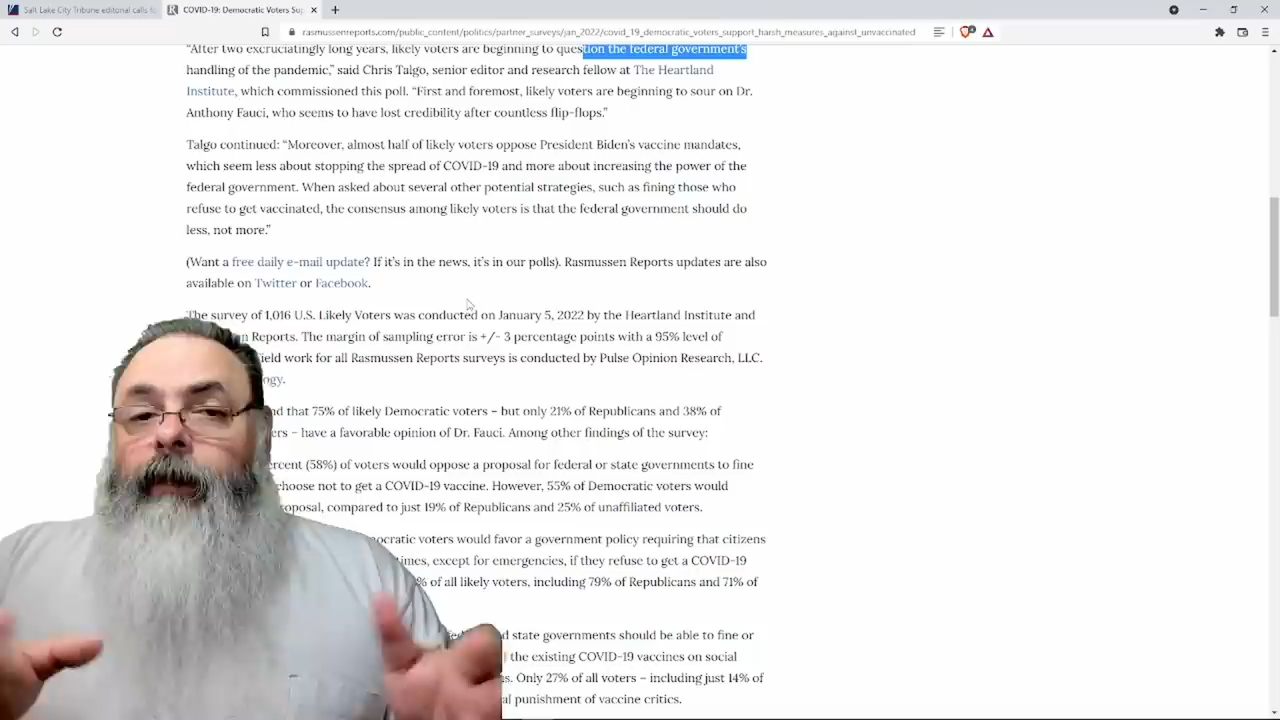 Salt Lake City Tribune editorial calls fo
COVID-19: Democratic Voters Sup
rasmussenreports.com/public_content/politics/partner_surveys/jan_2022/covid_19_democratic_voters_support_harsh_measures_against_unvaccinated
“After two excruciatingly long years, likely voters are beginning to question the federal government’s
handling of the pandemic,” said Chris Talgo, senior editor and research fellow at The Heartland
Institute, which commissioned this poll. “First and foremost, likely voters are beginning to sour on Dr.
Anthony Fauci, who seems to have lost credibility after countless flip-flops.”
Talgo continued: “Moreover, almost half of likely voters oppose President Biden’s vaccine mandates,
which seem less about stopping the spread of COVID-19 and more about increasing the power of the
federal government. When asked about several other potential strategies, such as fining those who
refuse to get vaccinated, the consensus among likely voters is that the federal government should do
less, not more.”
(Want a free daily e-mail update? If it’s in the news, it’s in our polls). Rasmussen Reports updates are also
available on Twitter or Facebook.
The survey of 1,016 U.S. Likely Voters was conducted on January 5, 2022 by the Heartland Institute and
n Reports. The margin of sampling error is +/- 3 percentage points with a 95% level of
ield work for all Rasmussen Reports surveys is conducted by Pulse Opinion Research, LLC.
ogy.
nd that 75% of likely Democratic voters – but only 21% of Republicans and 38% of
ers – have a favorable opinion of Dr. Fauci. Among other findings of the survey:
ercent (58%) of voters would oppose a proposal for federal or state governments to fine
choose not to get a COVID-19 vaccine. However, 55% of Democratic voters would
oposal, compared to just 19% of Republicans and 25% of unaffiliated voters.
ocratic voters would favor a government policy requiring that citizens
times, except for emergencies, if they refuse to get a COVID-19
% of all likely voters, including 79% of Republicans and 71% of
d state governments should be able to fine or
the existing COVID-19 vaccines on social
s. Only 27% of all voters – including just 14% of
al punishment of vaccine critics.